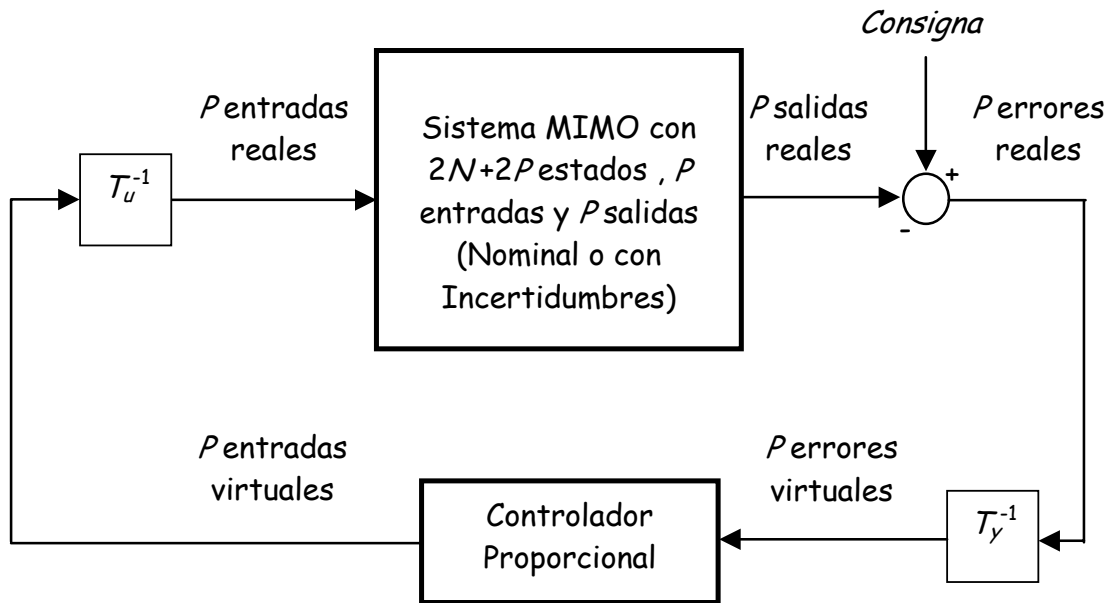 Consigna
P entradas
reales
Sistema MIMO con
2N+2P estados , P
entradas y P salidas
(Nominal o con
Incertidumbres)
P salidas
reales
P errores
reales
+
-
T_u^-1
P entradas
virtuales
Controlador
Proporcional
P errores
virtuales
T_y^-1